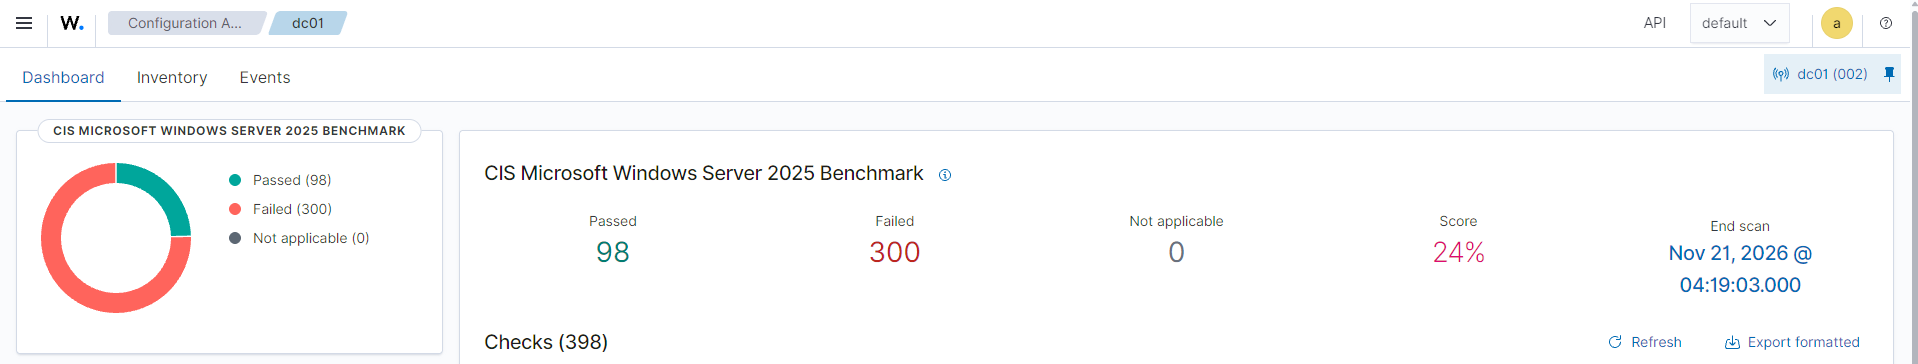 W. Configuration A... dc01 API default a
Dashboard Inventory Events dc01 (002)
CIS MICROSOFT WINDOWS SERVER 2025 BENCHMARK
Passed (98)
Failed (300)
Not applicable (0)
CIS Microsoft Windows Server 2025 Benchmark
Passed Failed Not applicable Score End scan
98 300 0 24% Nov 21, 2026 @
04:19:03.000
Checks (398) Refresh Export formatted